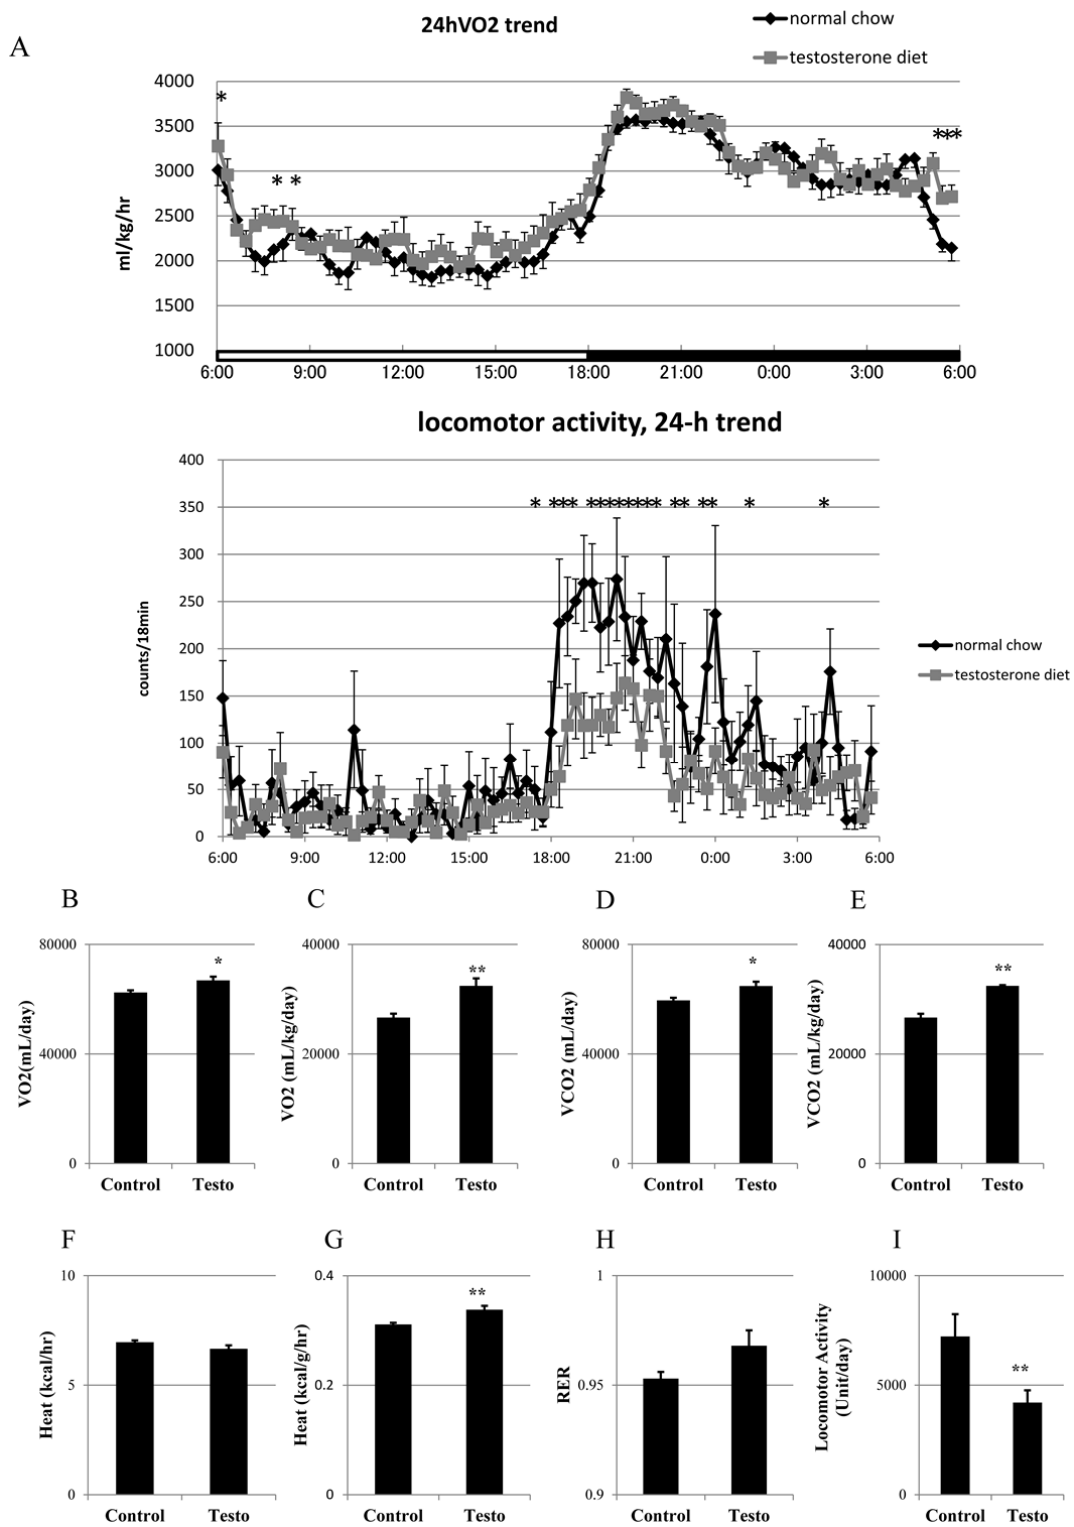 24hVO2 trend
normal chow
testosterone diet
A
4000
3500
3000
2500
2000
1500
1000
ml/kg/hr
*
* *
***
6:00 9:00 12:00 15:00 18:00 21:00 0:00 3:00 6:00
locomotor activity, 24-h trend
400
350
300
250
200
150
100
50
0
counts/18min
* *** ******** ** ** * *
normal chow
testosterone diet
6:00 9:00 12:00 15:00 18:00 21:00 0:00 3:00 6:00
B C D E
VO2(mL/day)
80000
40000
0
*
Control Testo
VO2 (mL/kg/day)
40000
20000
0
**
Control Testo
VCO2 (mL/day)
80000
40000
0
*
Control Testo
VCO2 (mL/kg/day)
40000
20000
0
**
Control Testo
F G H I
Heat (kcal/hr)
10
5
0
Control Testo
Heat (kcal/g/hr)
0.4
0.2
0
**
Control Testo
RER
1
0.95
0.9
Control Testo
Locomotor Activity
(Unit/day)
10000
5000
0
**
Control Testo